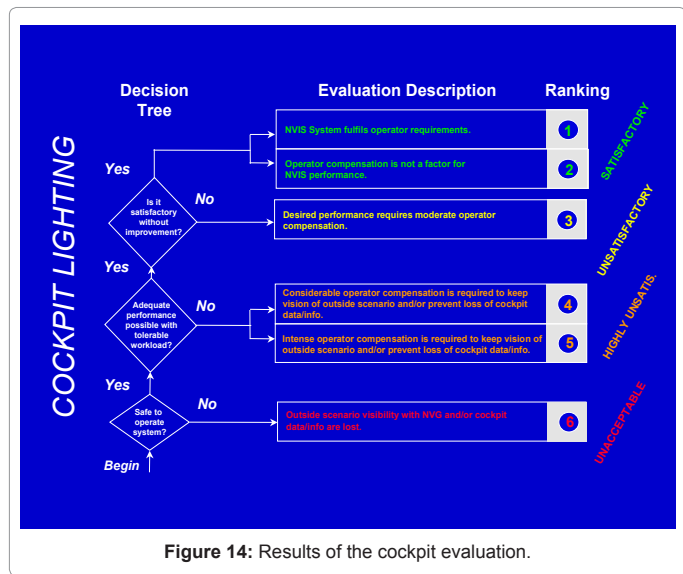 COCKPIT LIGHTING
Decision
Tree
Evaluation Description
Ranking
NVIS System fulfils operator requirements.
1
Yes
Operator compensation is not a factor for
NVIS performance.
2
SATISFACTORY
Is it
satisfactory
without
improvement?
No
Desired performance requires moderate operator
compensation.
3
UNSATISFACTORY
Yes
Adequate
performance
possible with
tolerable
workload?
No
Considerable operator compensation is required to keep
vision of outside scenario and/or prevent loss of cockpit
data/info.
4
Intense operator compensation is required to keep vision of
outside scenario and/or prevent loss of cockpit data/info.
5
HIGHLY UNSATIS.
Yes
Safe to
operate
system?
No
Outside scenario visibility with NVG and/or cockpit
data/info are lost.
6
UNACCEPTABLE
Begin
Figure 14: Results of the cockpit evaluation.